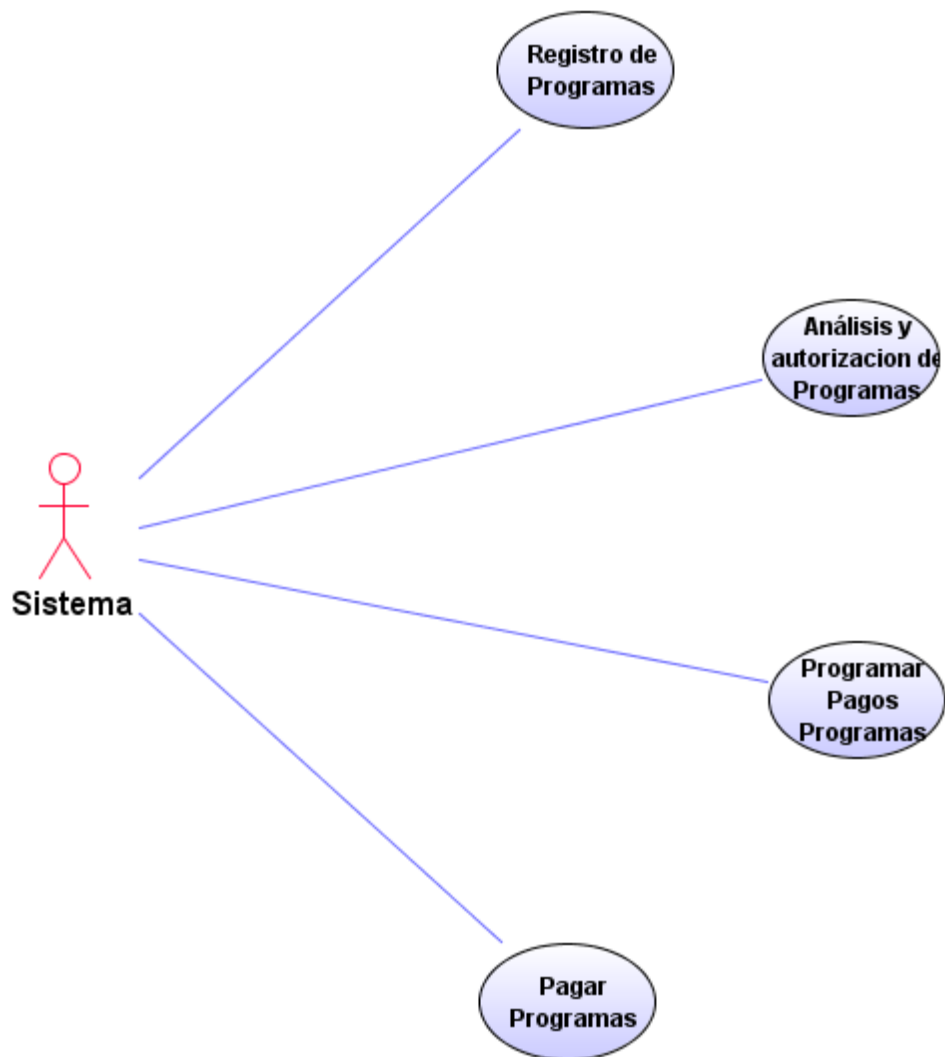 Registro de
Programas
Análisis y
autorizacion de
Programas
Sistema
Programar
Pagos
Programas
Pagar
Programas